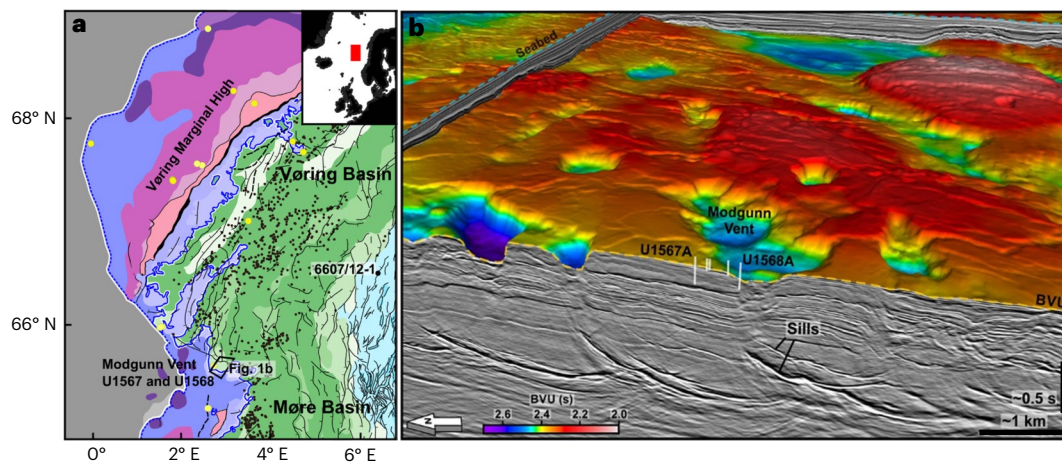 a
68° N
66° N
0°
2° E
4° E
6° E
Vøring Marginal High
Vøring Basin
6607/12-1
Modgunn Vent
U1567 and U1568
Fig. 1b
Møre Basin
b
Seabed
Modgunn
Vent
U1567A
U1568A
BVU
Sills
N
BVU (s)
2.6 2.4 2.2 2.0
~0.5 s
~1 km